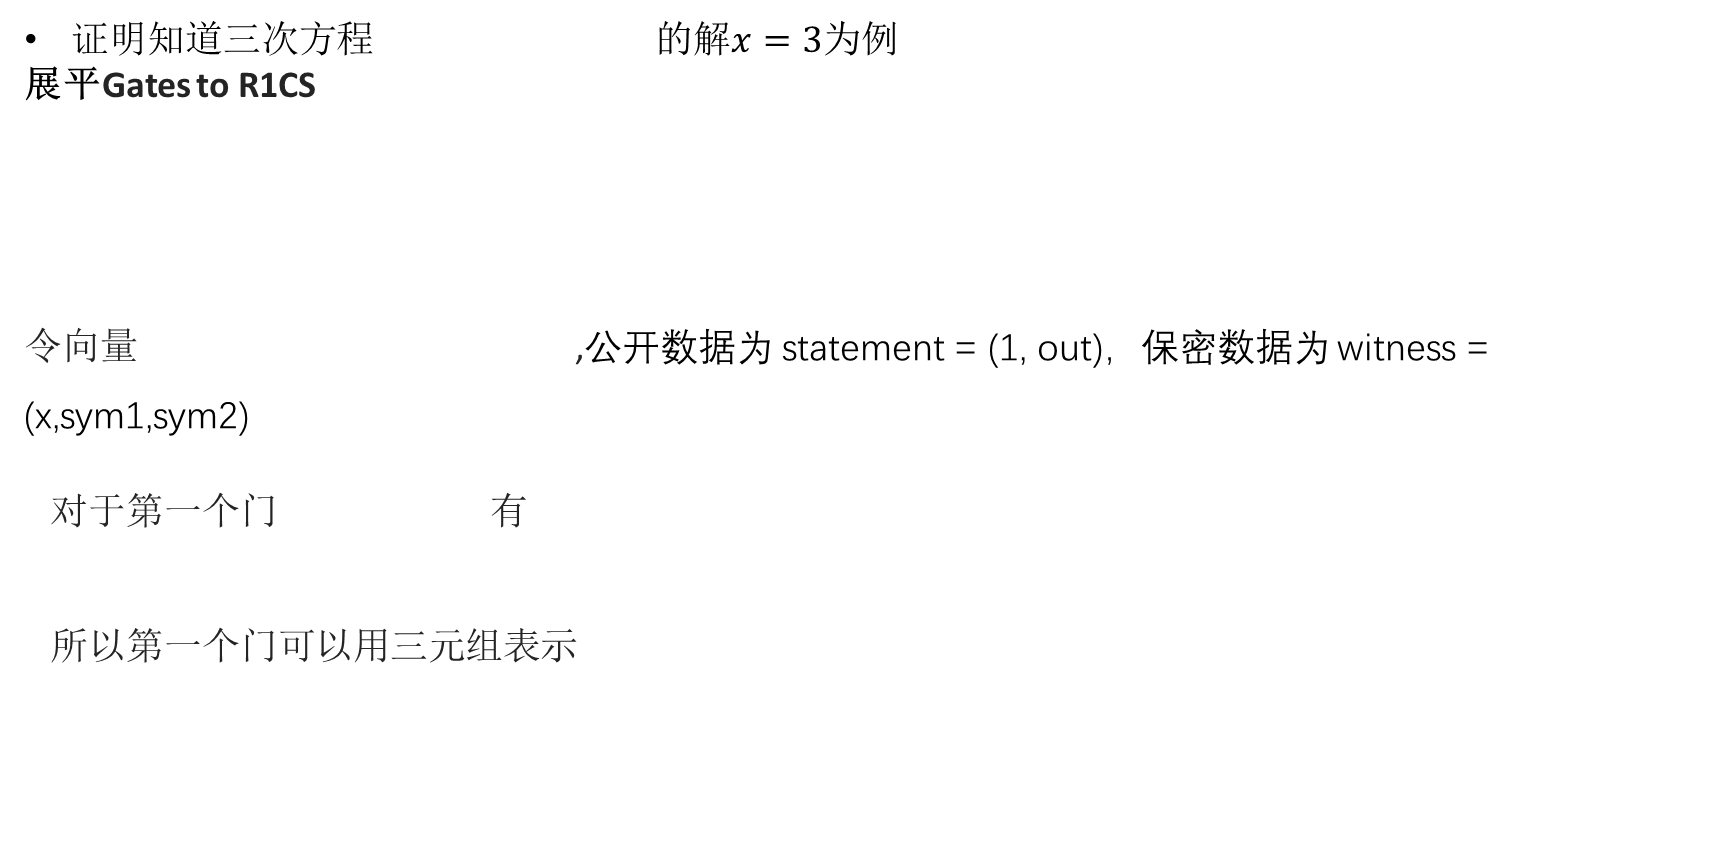 • 证明知道三次方程 的解x = 3为例
展平Gates to R1CS
令向量 ,公开数据为 statement = (1, out), 保密数据为 witness =
(x,sym1,sym2)
对于第一个门 有
所以第一个门可以用三元组表示